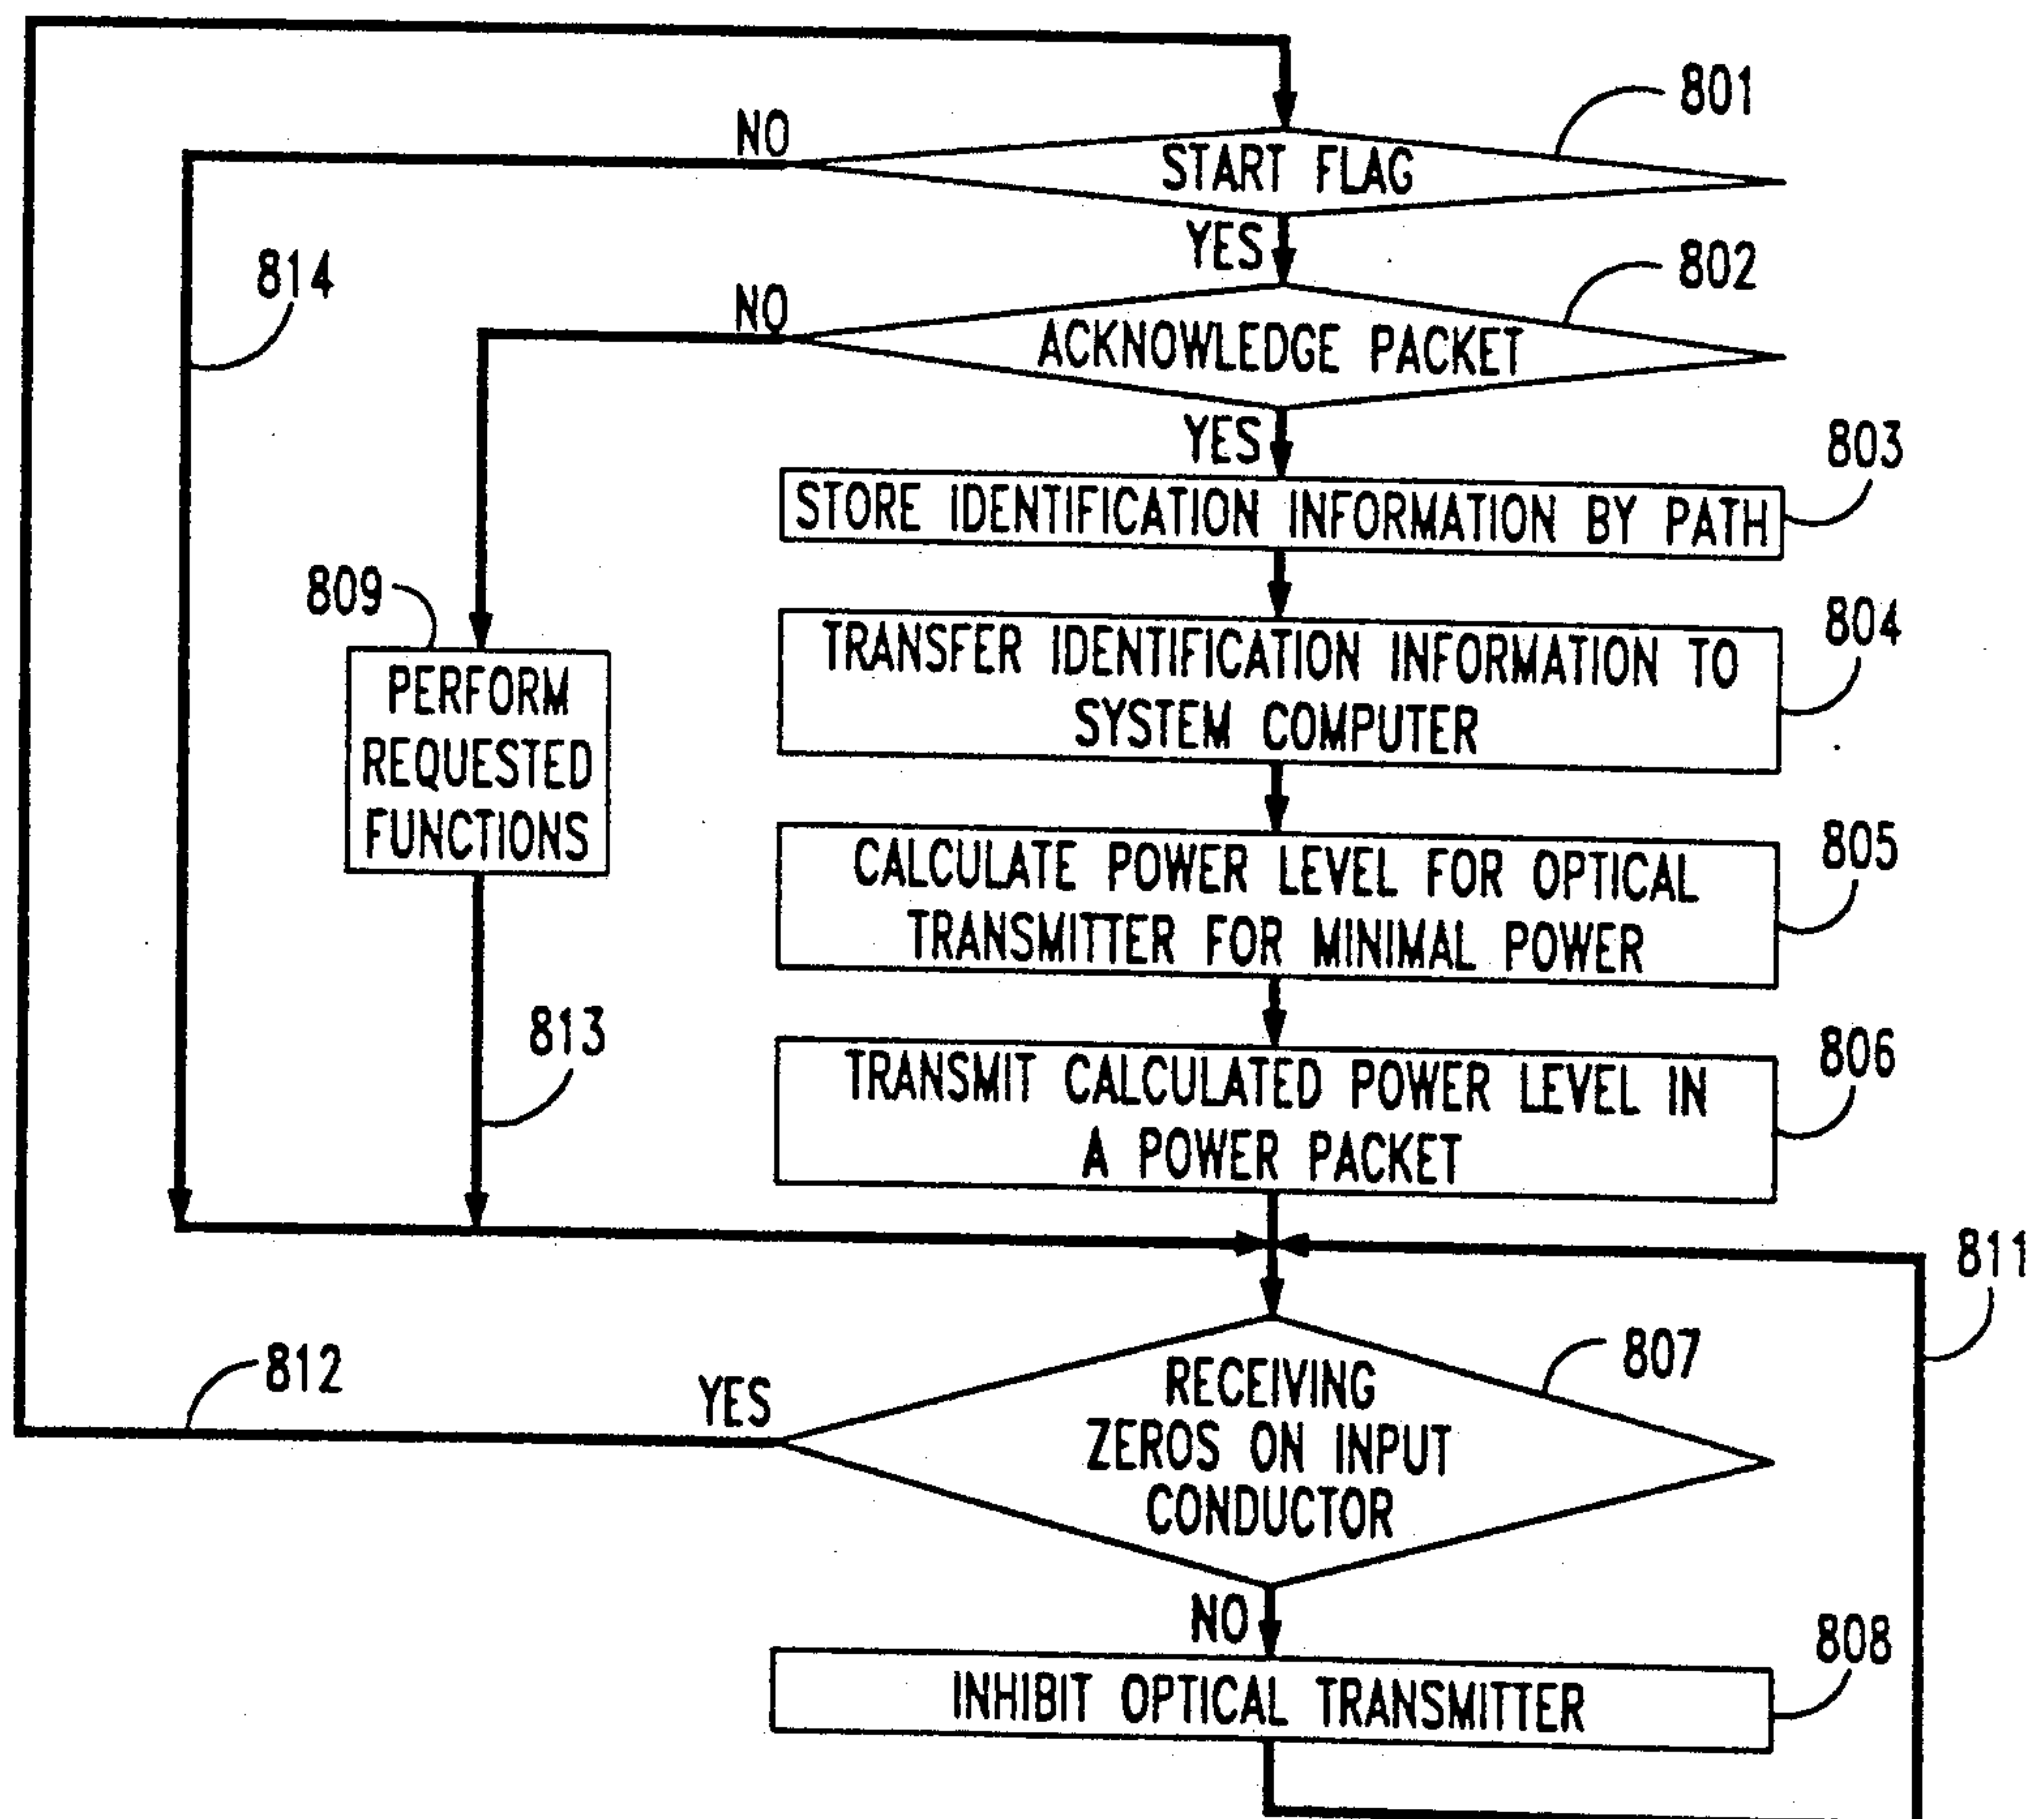 801
NO
START FLAG
YES
814
802
NO
ACKNOWLEDGE PACKET
YES
803
STORE IDENTIFICATION INFORMATION BY PATH
809
804
TRANSFER IDENTIFICATION INFORMATION TO
SYSTEM COMPUTER
PERFORM
REQUESTED
FUNCTIONS
805
CALCULATE POWER LEVEL FOR OPTICAL
TRANSMITTER FOR MINIMAL POWER
813
806
TRANSMIT CALCULATED POWER LEVEL IN
A POWER PACKET
811
812
YES
807
RECEIVING
ZEROS ON INPUT
CONDUCTOR
NO
808
INHIBIT OPTICAL TRANSMITTER